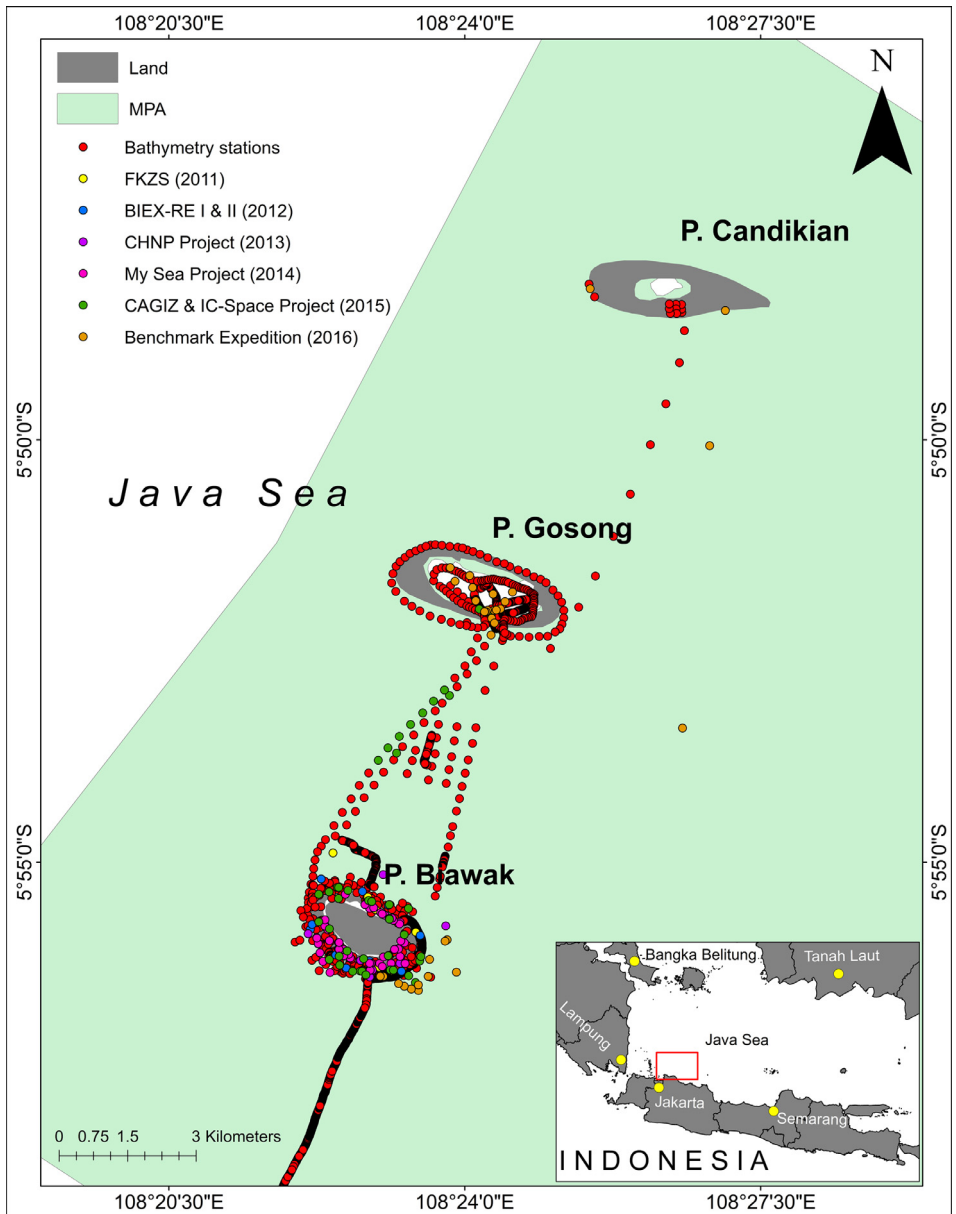 108°20'30"E
108°24'0"E
108°27'30"E
Land
MPA
Bathymetry stations
FKZS (2011)
BIEX-RE I & II (2012)
CHNP Project (2013)
My Sea Project (2014)
CAGIZ & IC-Space Project (2015)
Benchmark Expedition (2016)
N
P. Candikian
5°50'0"S
5°50'0"S
Java Sea
P. Gosong
5°55'0"S
5°55'0"S
P. Biawak
Bangka Belitung
Tanah Laut
Lampung
Java Sea
Jakarta
Semarang
INDONESIA
0 0.75 1.5 3 Kilometers
108°20'30"E
108°24'0"E
108°27'30"E